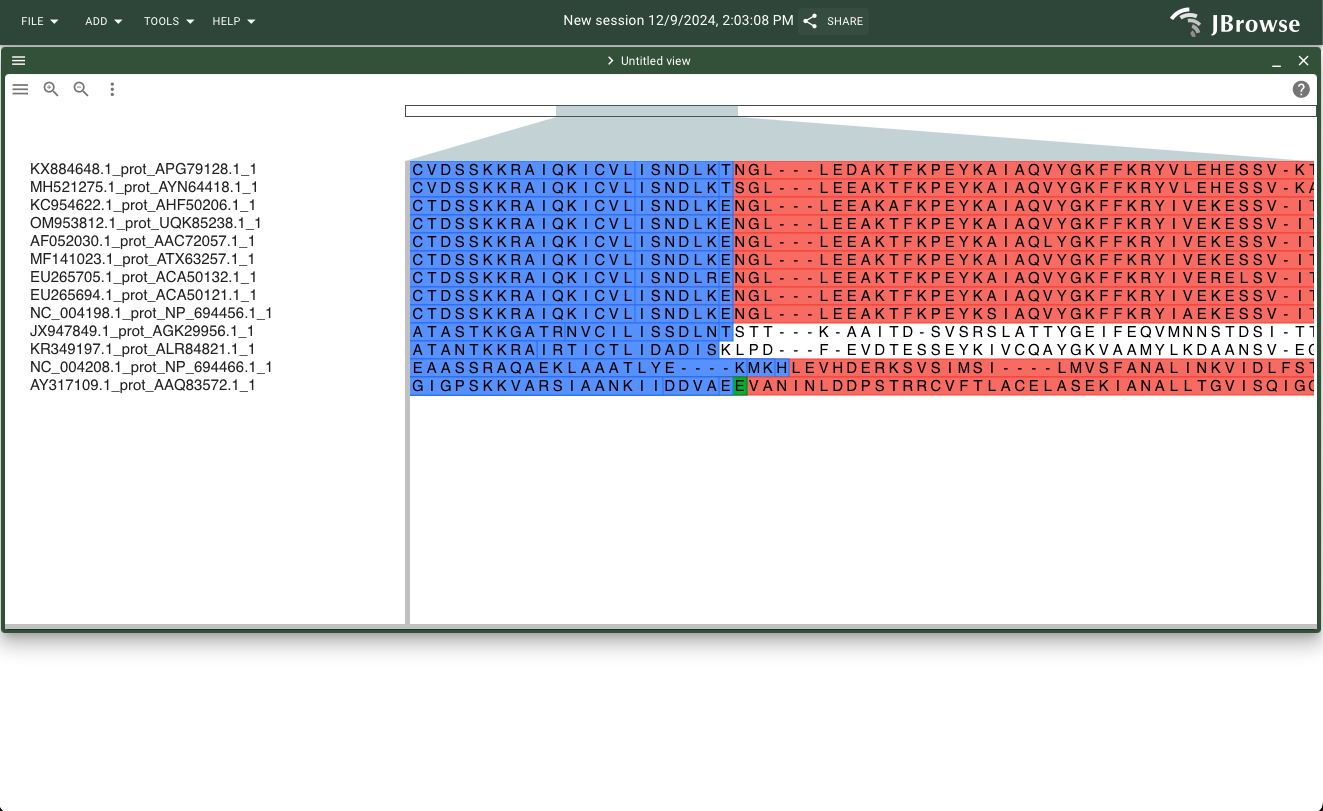 FILE ADD TOOLS HELP New session 12/9/2024, 2:03:08 PM SHARE JBrowse
Untitled view
KX884648.1_prot_APG79128.1_1 CVDSSKKRAIQKICVLISNDLKTNGL---LEDAKTFKPEYKAIAQVYGKFFKRYVLEHESSV-KT
MH521275.1_prot_AYN64418.1_1 CVDSSKKRAIQKICVLISNDLKTSGL---LEEAKTFKPEYKAIAQVYGKFFKRYVLEHESSV-KA
KC954622.1_prot_AHF50206.1_1 CTDSSKKRAIQKICVLISNDLKENGL---LEEAKAFKPEYKAIAQVYGKFFKRYIVEKESSV-IT
OM953812.1_prot_UQK85238.1_1 CTDSSKKRAIQKICVLISNDLKENGL---LEEAKTFKPEYKAIAQVYGKFFKRYIVEKESSV-IT
AF052030.1_prot_AAC72057.1_1 CTDSSKKRAIQKICVLISNDLKENGL---LEEAKTFKPEYKAIAQLYGKFFKRYIVEKESSV-IT
MF141023.1_prot_ATX63257.1_1 CTDSSKKRAIQKICVLISNDLKENGL---LEEAKTFKPEYKAIAQVYGKFFKRYIVEKESSV-IT
EU265705.1_prot_ACA50132.1_1 CTDSSKKRAIQKICVLISNDLRENGL---LEEAKTFKPEYKAIAQVYGKFFKRYIVERELSV-IT
EU265694.1_prot_ACA50121.1_1 CTDSSKKRAIQKICVLISNDLKENGL---LEEAKTFKPEYKAIAQVYGKFFKRYIVEKESSV-IT
NC_004198.1_prot_NP_694456.1_1 CTDSSKKRAIQKICVLISNDLKENGL---LEEAKTFKPEYKSIAQVYGKFFKRYIAEKESSV-IT
JX947849.1_prot_AGK29956.1_1 ATASTKKGATRNVCILISSDLNTSTT---K-AAITD-SVSRSLATTYGEIFEQVMNNSTDSI-TT
KR349197.1_prot_ALR84821.1_1 ATANTKKRAIRTICTLIDADISKLPD---F-EVDTESSEYKIVCQAYGKVAAMYLKDAANSV-E
NC_004208.1_prot_NP_694466.1_1 EAASSRAQAEKLAAATLYE----KMKHLEVHDERKSVSIMSI----LMVSFANALINKVIDLFST
AY317109.1_prot_AAQ83572.1_1 GIGPSKKVARSIAANKIIDDVAEEEVANINLDDPSTRRCVFTLACELASEKIANALLTGVISQIG